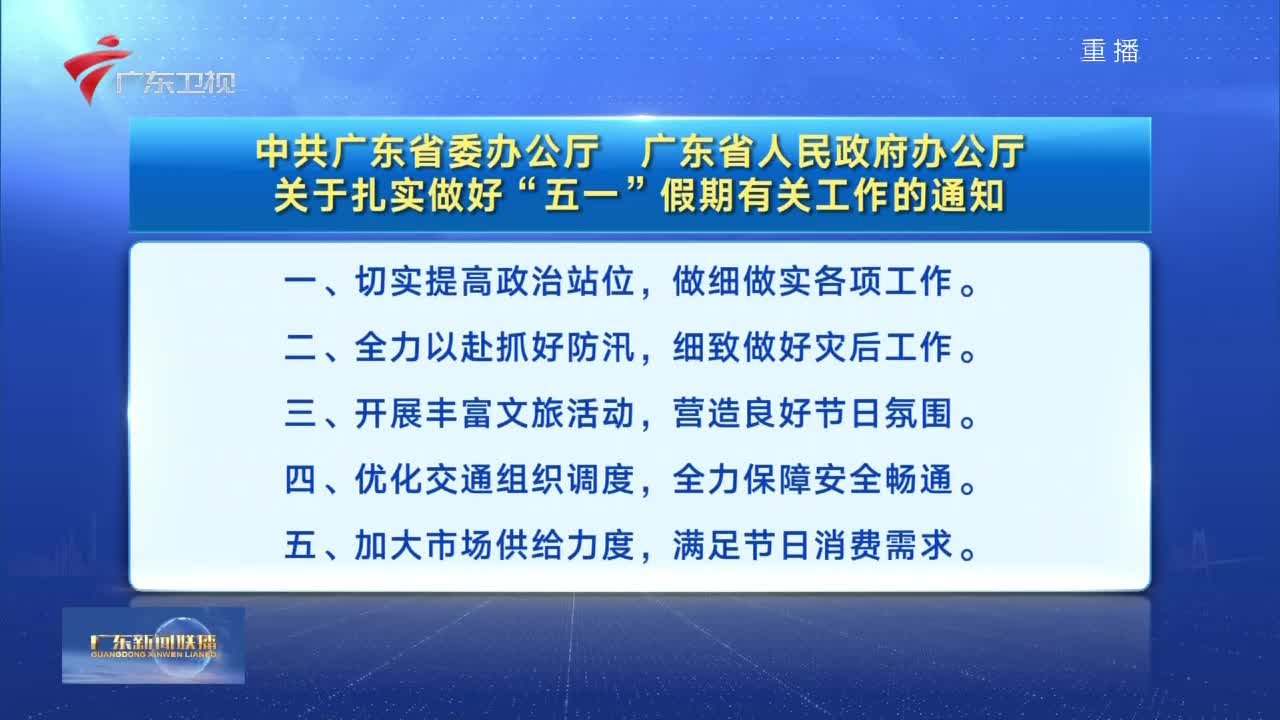 广东卫视
重播
中共广东省委办公厅 广东省人民政府办公厅
关于扎实做好“五一”假期有关工作的通知
一、切实提高政治站位，做细做实各项工作。
二、全力以赴抓好防汛，细致做好灾后工作。
三、开展丰富文旅活动，营造良好节日氛围。
四、优化交通组织调度，全力保障安全畅通。
五、加大市场供给力度，满足节日消费需求。
广东新闻联播
GUANGDONG XINWEN LIANBO